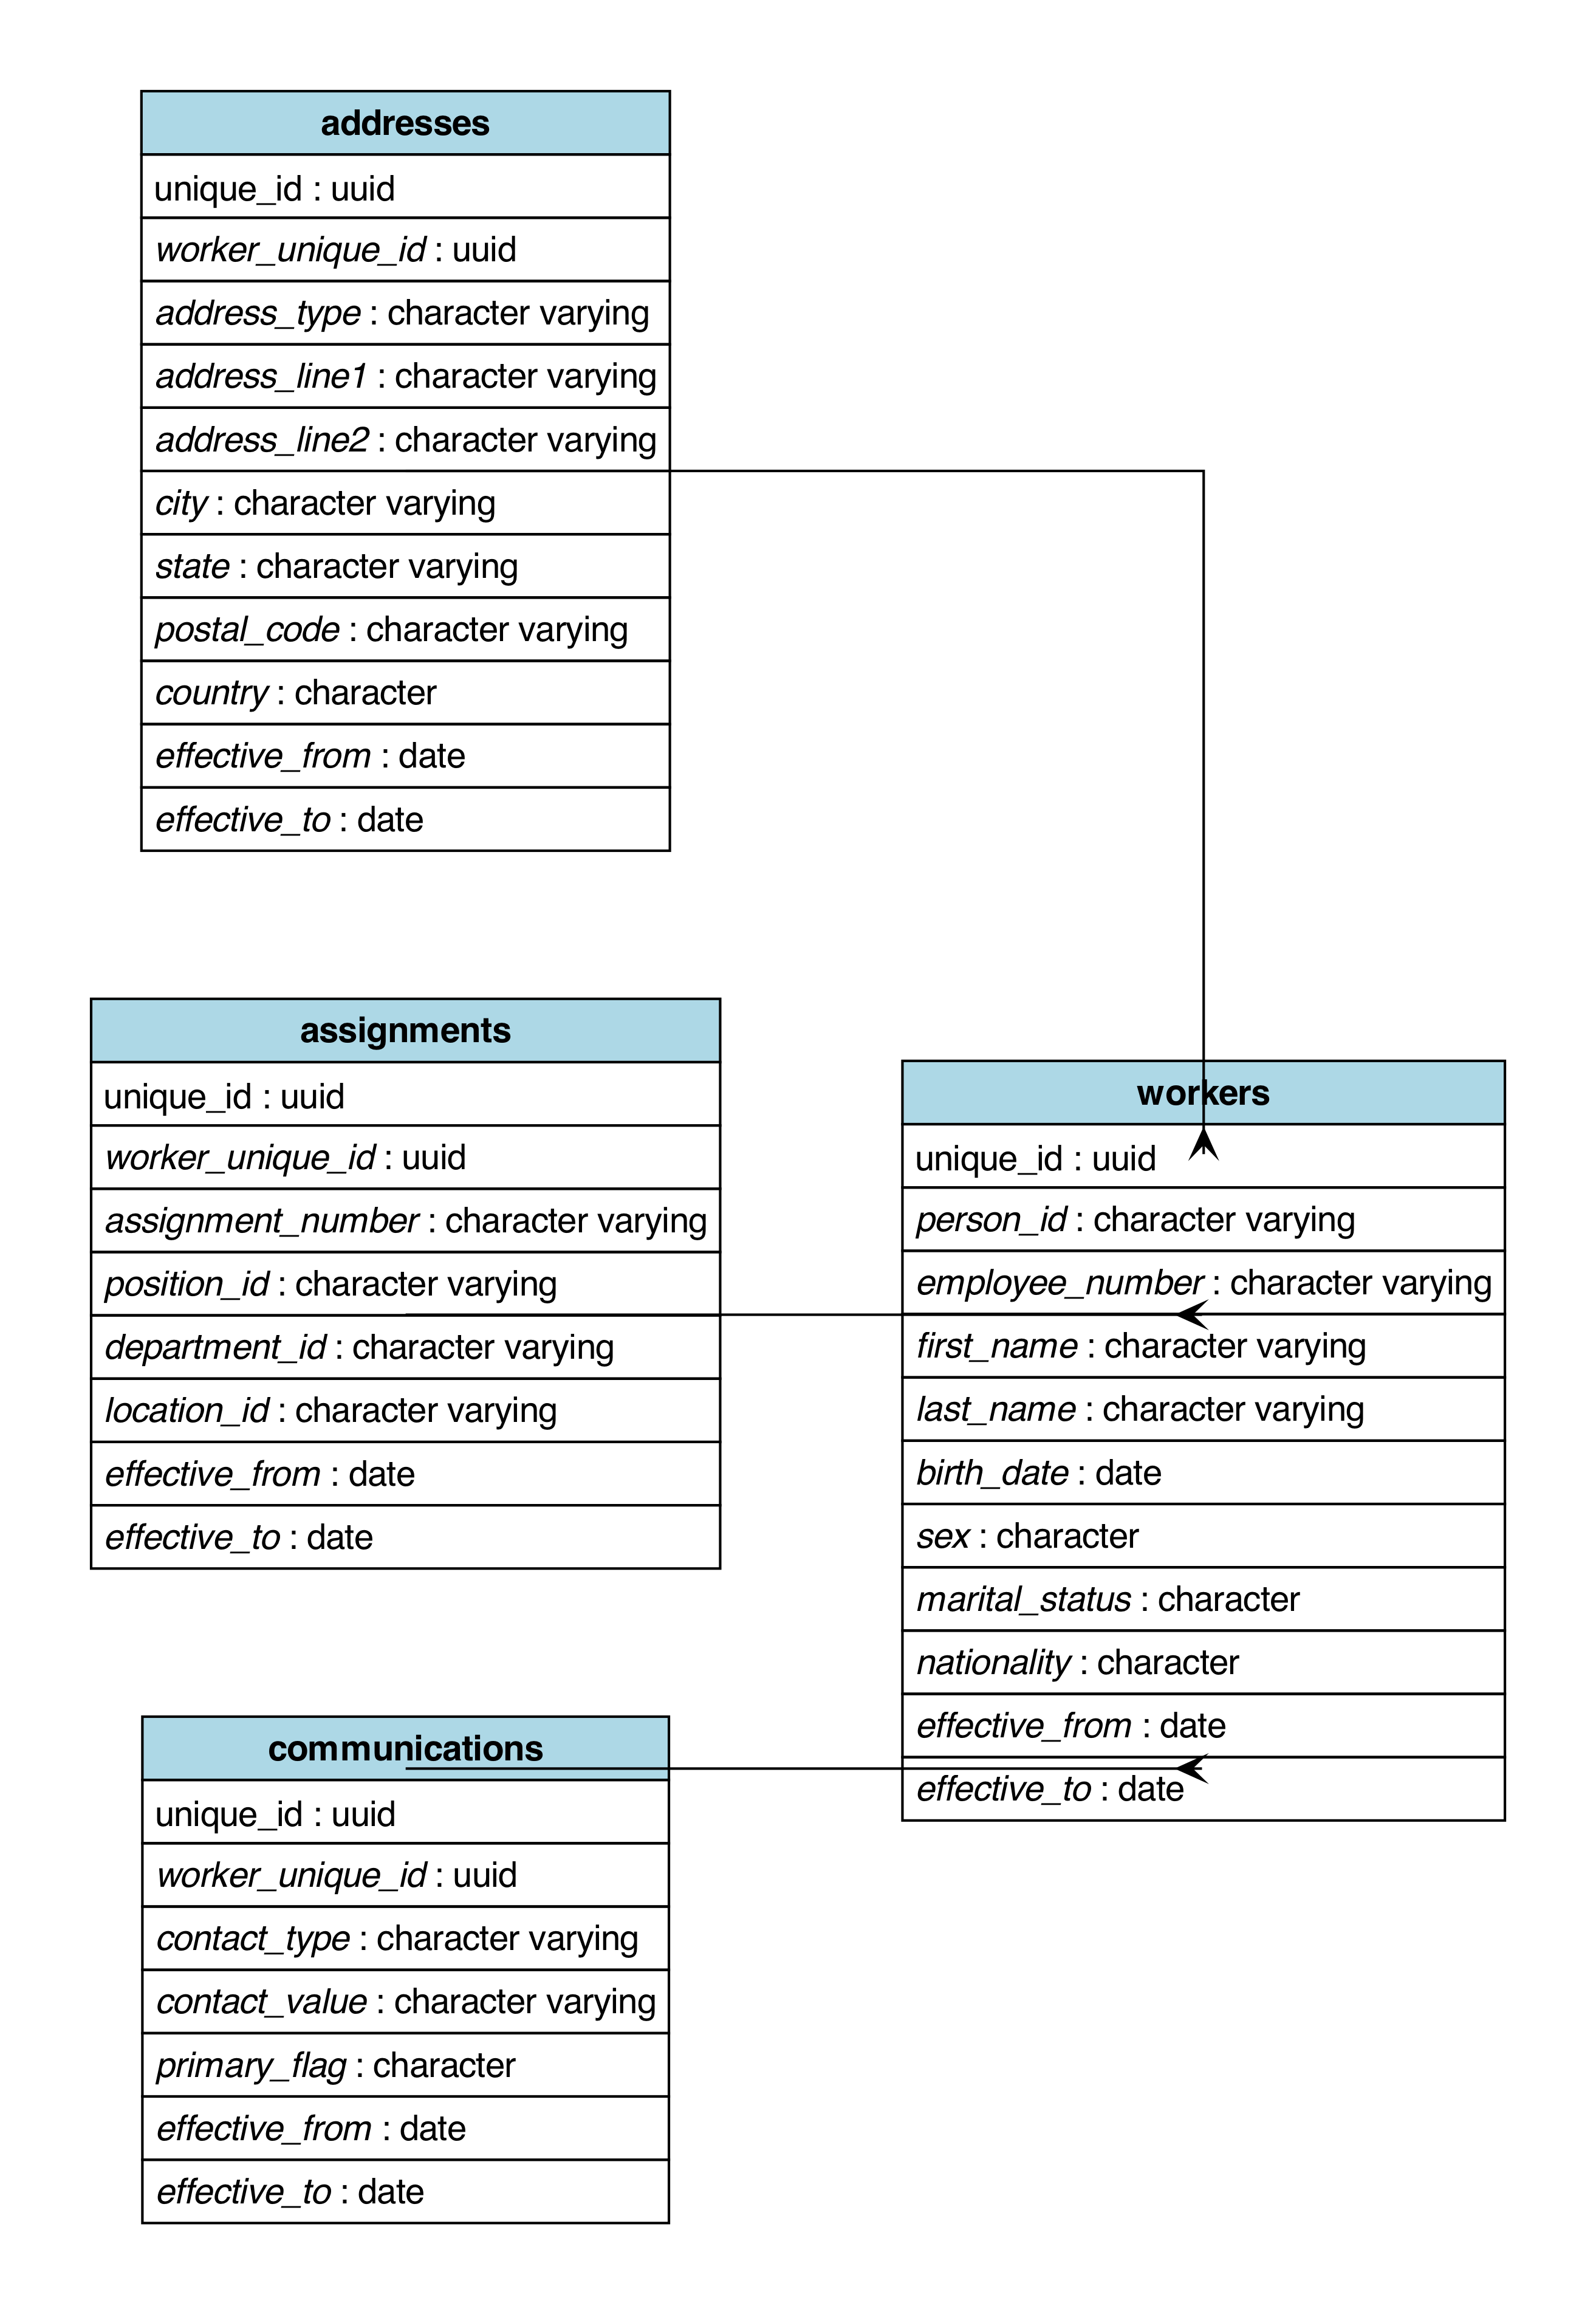 addresses
unique_id : uuid
worker_unique_id : uuid
address_type : character varying
address_line1 : character varying
address_line2 : character varying
city : character varying
state : character varying
postal_code : character varying
country : character
effective_from : date
effective_to : date
assignments
unique_id : uuid
worker_unique_id : uuid
assignment_number : character varying
position_id : character varying
department_id : character varying
location_id : character varying
effective_from : date
effective_to : date
workers
unique_id : uuid
person_id : character varying
employee_number : character varying
first_name : character varying
last_name : character varying
birth_date : date
sex : character
marital_status : character
nationality : character
effective_from : date
effective_to : date
communications
unique_id : uuid
worker_unique_id : uuid
contact_type : character varying
contact_value : character varying
primary_flag : character
effective_from : date
effective_to : date